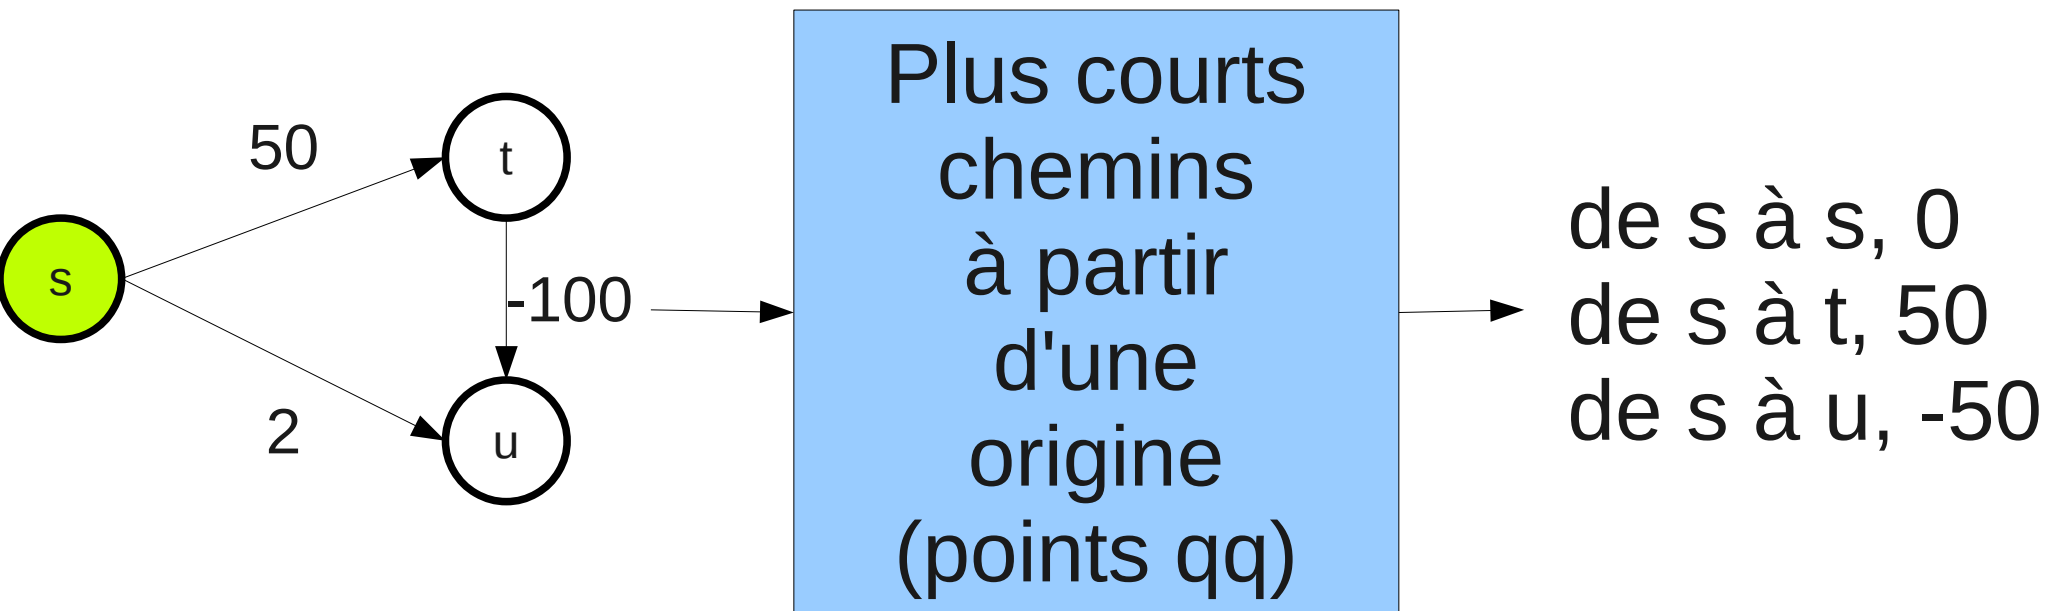 50
t
s
-100
2
u
Plus courts
chemins
à partir
d'une
origine
(points qq)
de s à s, 0
de s à t, 50
de s à u, -50